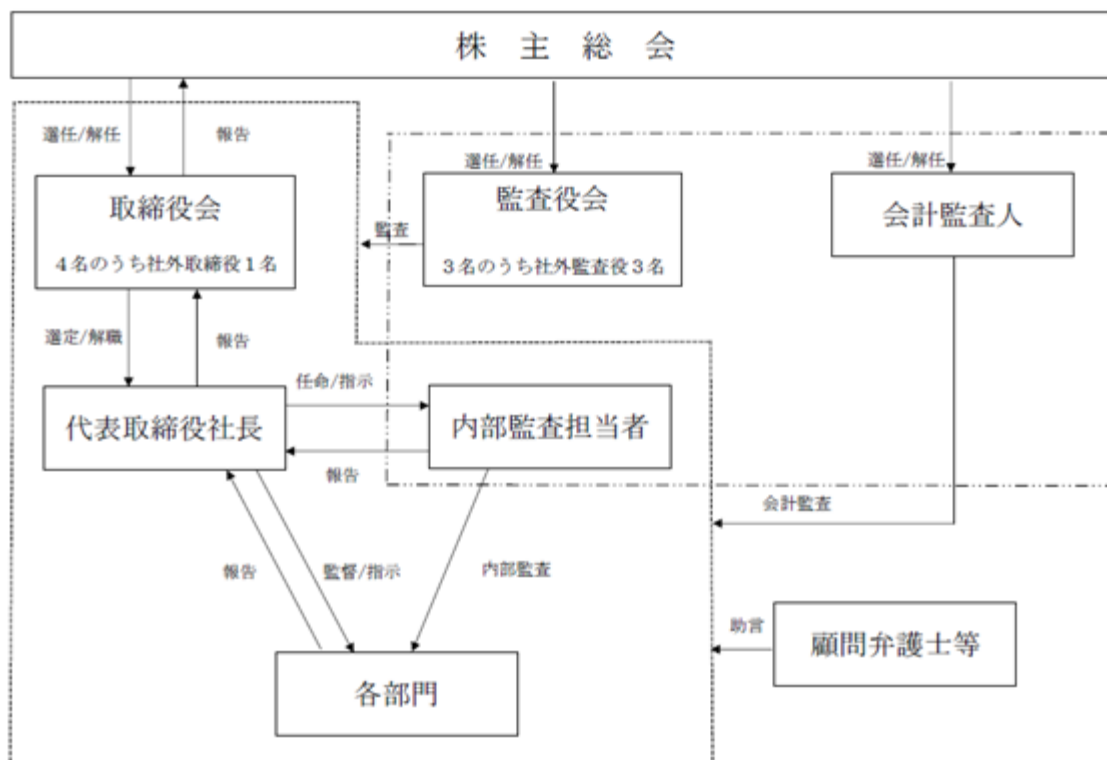 株 主 総 会
選任/解任
報告
選任/解任
選任/解任
取締役会
4名のうち社外取締役1名
監査
監査役会
3名のうち社外監査役3名
会計監査人
選定/解職
報告
代表取締役社長
任命/指示
報告
内部監査担当者
会計監査
報告
監督/指示
内部監査
助言
顧問弁護士等
各部門